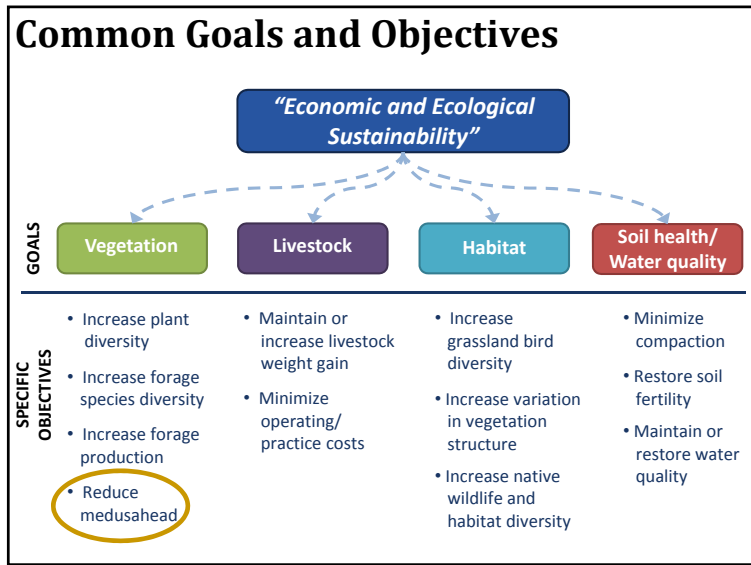 Common Goals and Objectives
“Economic and Ecological
Sustainability”
GOALS
Vegetation
Livestock
Habitat
Soil health/
Water quality
SPECIFIC
OBJECTIVES
• Increase plant
diversity
• Increase forage
species diversity
• Increase forage
production
• Reduce
medusahead
• Maintain or
increase livestock
weight gain
• Minimize
operating/
practice costs
• Increase
grassland bird
diversity
• Increase variation
in vegetation
structure
• Increase native
wildlife and
habitat diversity
• Minimize
compaction
• Restore soil
fertility
• Maintain or
restore water
quality